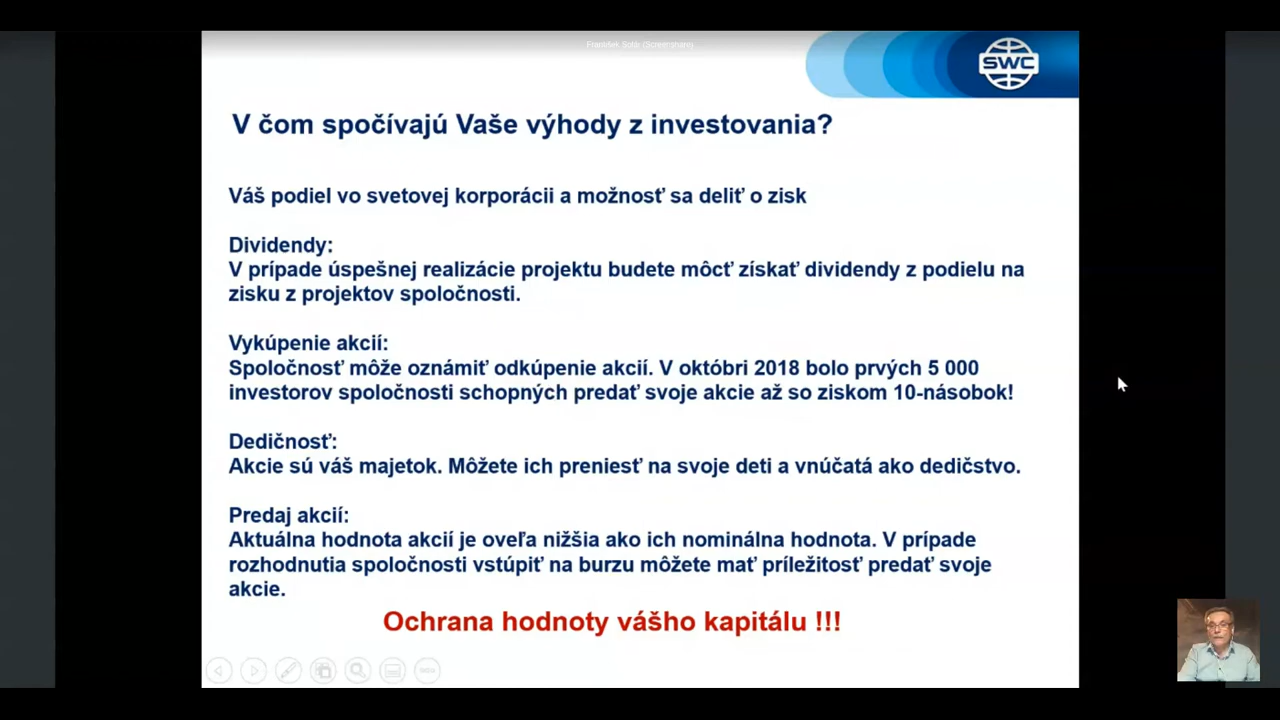 František Solár (Screenshare)
SWC
V čom spočívajú Vaše výhody z investovania?
Váš podiel vo svetovej korporácii a možnosť sa deliť o zisk
Dividendy:
V prípade úspešnej realizácie projektu budete môcť získať dividendy z podielu na
zisku z projektov spoločnosti.
Vykúpenie akcií:
Spoločnosť môže oznámiť odkúpenie akcií. V októbri 2018 bolo prvých 5 000
investorov spoločnosti schopných predať svoje akcie až so ziskom 10-násobok!
Dedičnosť:
Akcie sú váš majetok. Môžete ich preniesť na svoje deti a vnúčatá ako dedičstvo.
Predaj akcií:
Aktuálna hodnota akcií je oveľa nižšia ako ich nominálna hodnota. V prípade
rozhodnutia spoločnosti vstúpiť na burzu môžete mať príležitosť predať svoje
akcie.
Ochrana hodnoty vášho kapitálu !!!